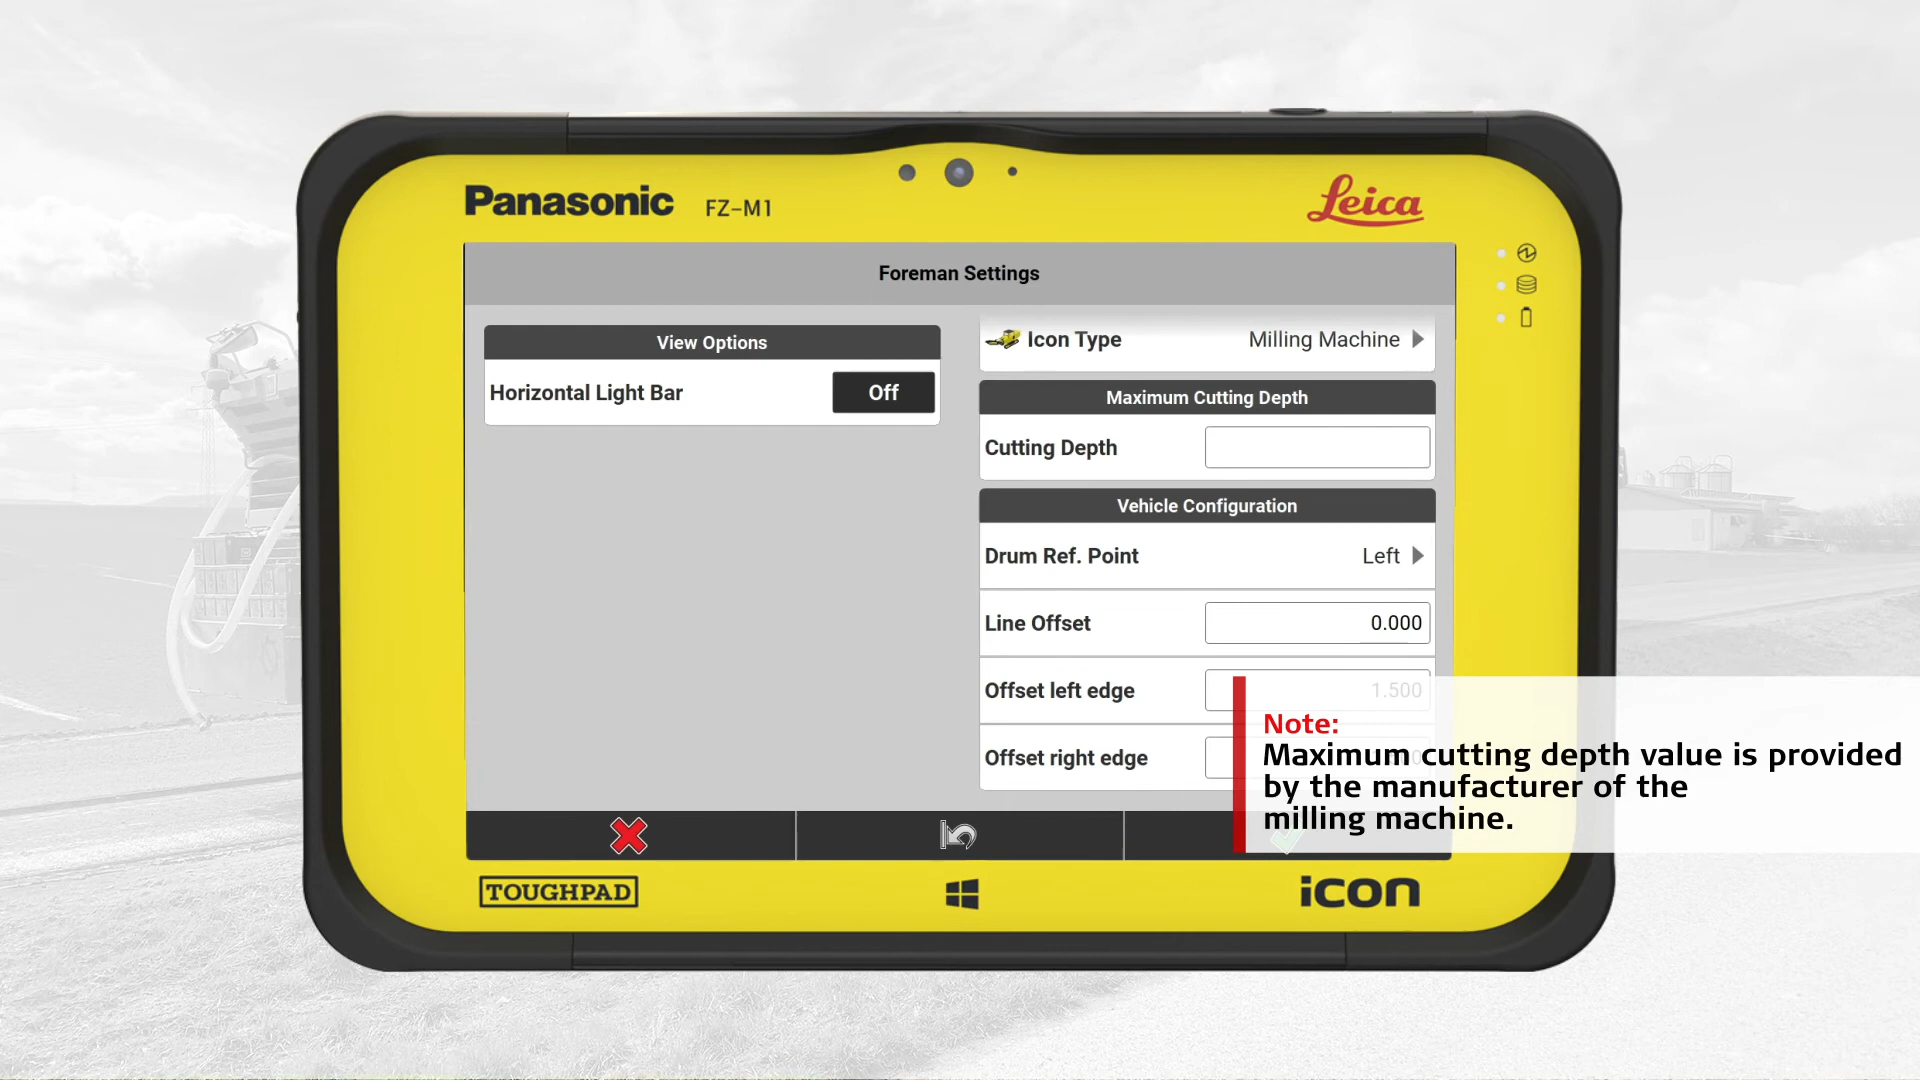 Panasonic FZ-M1
Leica
Foreman Settings
View Options
Horizontal Light Bar Off
Icon Type Milling Machine
Maximum Cutting Depth
Cutting Depth
Vehicle Configuration
Drum Ref. Point Left
Line Offset 0.000
Offset left edge 1.500
Offset right edge
Note:
Maximum cutting depth value is provided
by the manufacturer of the
milling machine.
TOUGHPAD
icon